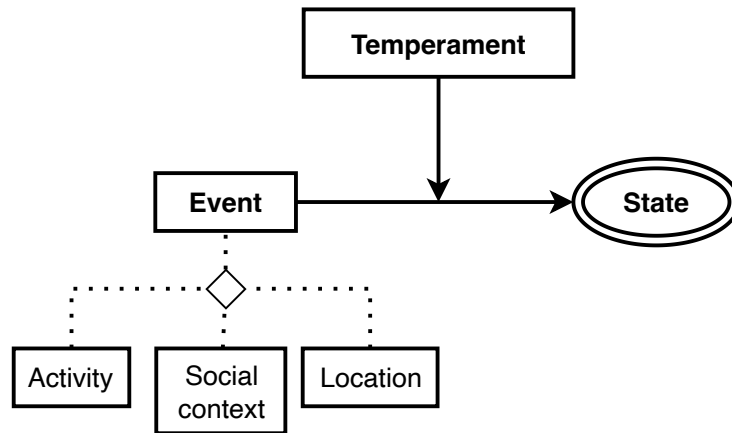 Temperament
Event
State
Activity
Social
context
Location